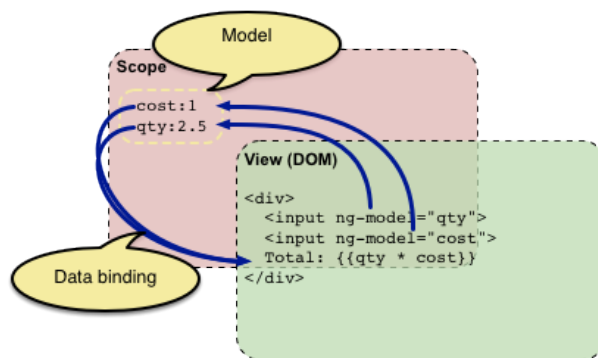 Model
Scope
cost:1
qty:2.5
View (DOM)
<div>
<input ng-model="qty">
<input ng-model="cost">
Total: {{qty * cost}}
</div>
Data binding